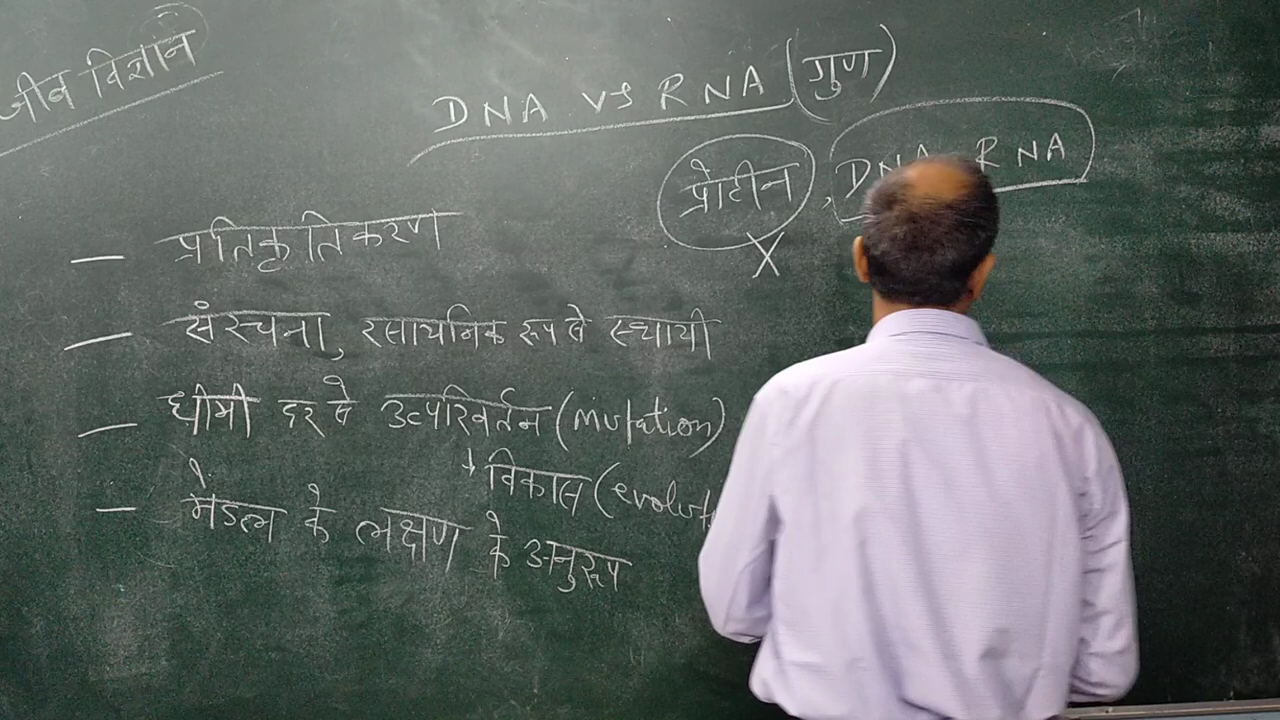 जीव विज्ञान
DNA vs RNA (गुण)
प्रोटीन, DNA RNA
X
— प्रतिकृतिकरण
— संरचना, रसायनिक रूप से स्थायी
— धीमी दर से उत्परिवर्तन (mutation)
↓ विकास (evolut
— मेंडल के लक्षण के अनुरूप